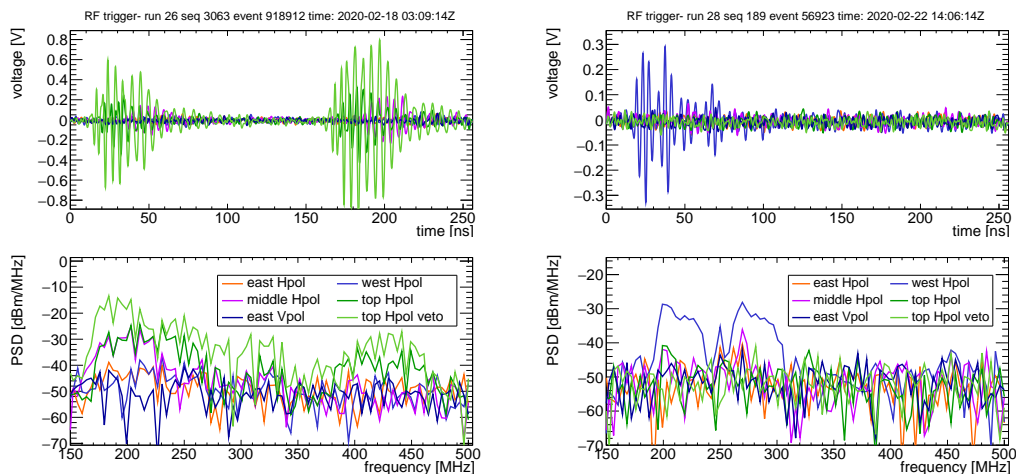 RF trigger- run 26 seq 3063 event 918912 time: 2020-02-18 03:09:14Z
voltage [V]
0.8
0.6
0.4
0.2
0
−0.2
−0.4
−0.6
−0.8
0 50 100 150 200 250
time [ns]
PSD [dBm/MHz]
0
−10
−20
−30
−40
−50
−60
−70
east Hpol west Hpol
middle Hpol top Hpol
east Vpol top Hpol veto
150 200 250 300 350 400 450 500
frequency [MHz]
RF trigger- run 28 seq 189 event 56923 time: 2020-02-22 14:06:14Z
voltage [V]
0.3
0.2
0.1
0
−0.1
−0.2
−0.3
0 50 100 150 200 250
time [ns]
PSD [dBm/MHz]
−20
−30
−40
−50
−60
−70
east Hpol west Hpol
middle Hpol top Hpol
east Vpol top Hpol veto
150 200 250 300 350 400 450 500
frequency [MHz]